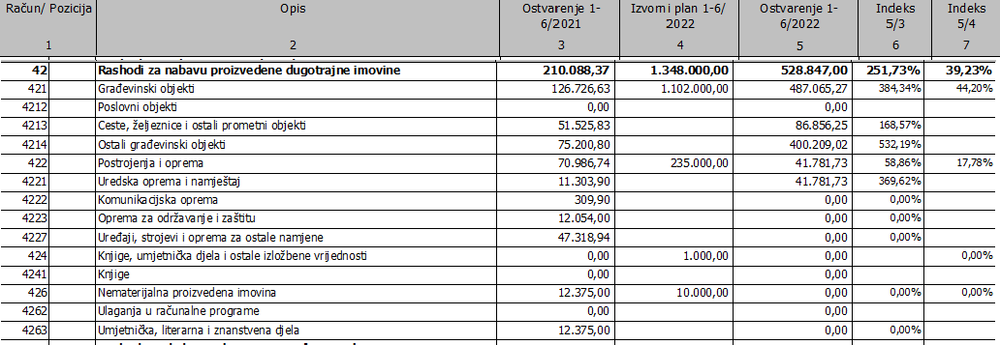 Račun/ Pozicija Opis Ostvarenje 1-6/2021 Izvorni plan 1-6/2022 Ostvarenje 1-6/2022 Indeks 5/3 Indeks 5/4
1 2 3 4 5 6 7
42 Rashodi za nabavu proizvedene dugotrajne imovine 210.088,37 1.348.000,00 528.847,00 251,73% 39,23%
421 Građevinski objekti 126.726,63 1.102.000,00 487.065,27 384,34% 44,20%
4212 Poslovni objekti 0,00 0,00
4213 Ceste, željeznice i ostali prometni objekti 51.525,83 86.856,25 168,57%
4214 Ostali građevinski objekti 75.200,80 400.209,02 532,19%
422 Postrojenja i oprema 70.986,74 235.000,00 41.781,73 58,86% 17,78%
4221 Uredska oprema i namještaj 11.303,90 41.781,73 369,62%
4222 Komunikacijska oprema 309,90 0,00 0,00%
4223 Oprema za održavanje i zaštitu 12.054,00 0,00 0,00%
4227 Uređaji, strojevi i oprema za ostale namjene 47.318,94 0,00 0,00%
424 Knjige, umjetnička djela i ostale izložbene vrijednosti 0,00 1.000,00 0,00 0,00%
4241 Knjige 0,00 0,00
426 Nematerijalna proizvedena imovina 12.375,00 10.000,00 0,00 0,00% 0,00%
4262 Ulaganja u računalne programe 0,00 0,00
4263 Umjetnička, literarna i znanstvena djela 12.375,00 0,00 0,00%